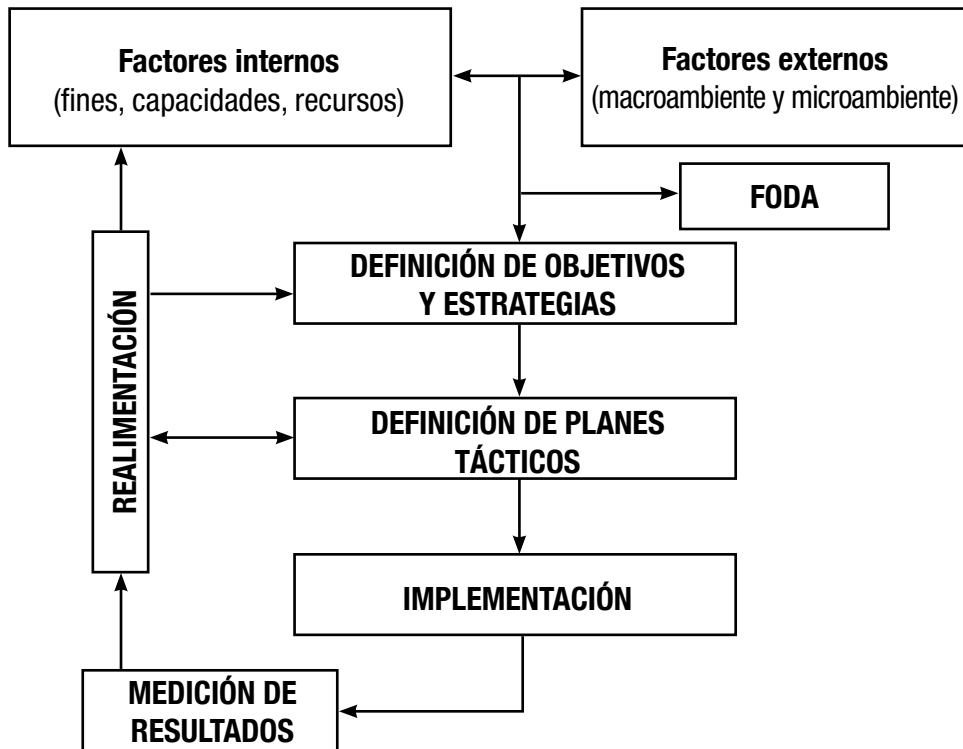 Factores internos
(fines, capacidades, recursos)
Factores externos
(macroambiente y microambiente)
FODA
DEFINICIÓN DE OBJETIVOS
Y ESTRATEGIAS
REALIMENTACIÓN
DEFINICIÓN DE PLANES
TÁCTICOS
IMPLEMENTACIÓN
MEDICIÓN DE
RESULTADOS